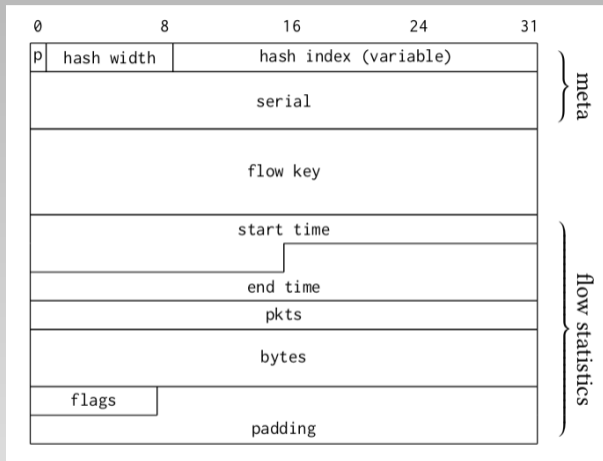 0 8 16 24 31
p hash width hash index (variable)
serial
meta
flow key
start time
end time
pkts
bytes
flags
padding
flow statistics